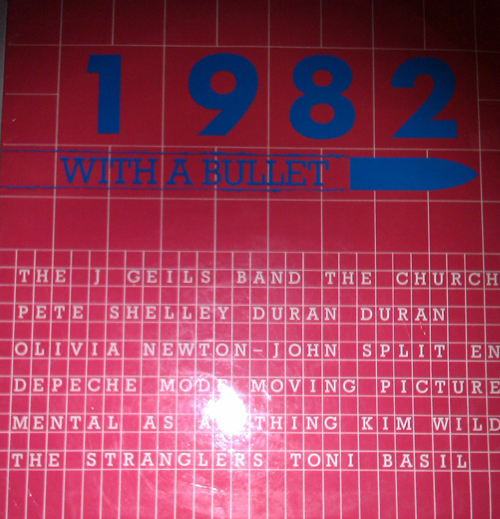 1982
WITH A BULLET
THE J GEILS BAND THE CHURCH
PETE SHELLEY DURAN DURAN
OLIVIA NEWTON-JOHN SPLIT EN
DEPECHE MODE MOVING PICTURE
MENTAL AS THING KIM WILD
THE STRANGLERS TONI BASIL